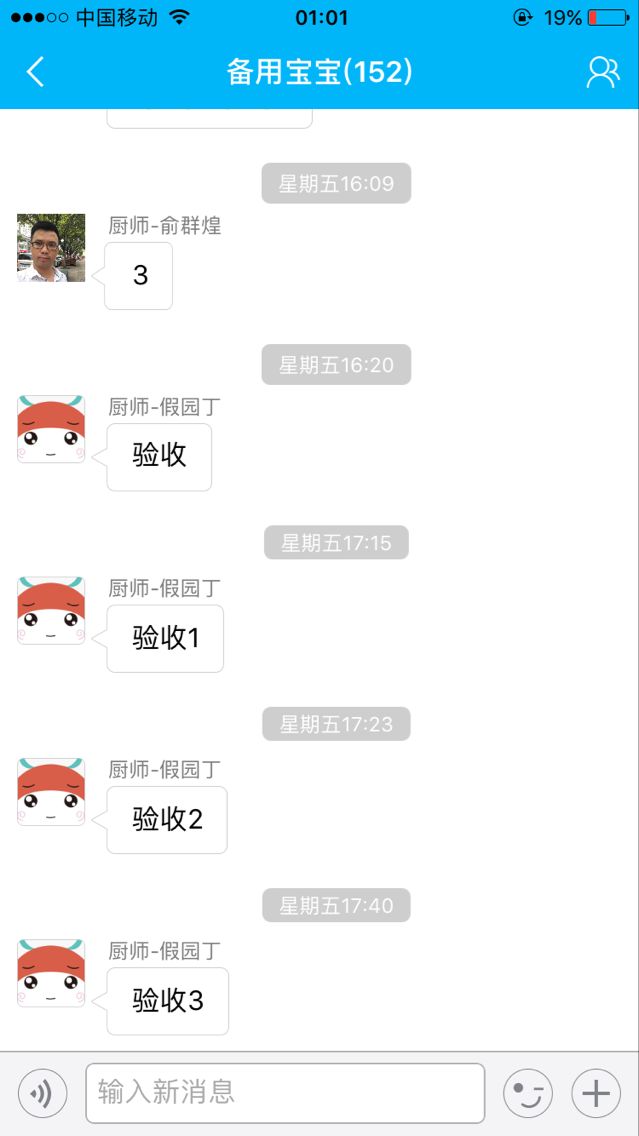 中国移动 01:01 19%
备用宝宝(152)
星期五16:09
厨师-俞群煌
3
星期五16:20
厨师-假园丁
验收
星期五17:15
厨师-假园丁
验收1
星期五17:23
厨师-假园丁
验收2
星期五17:40
厨师-假园丁
验收3
输入新消息